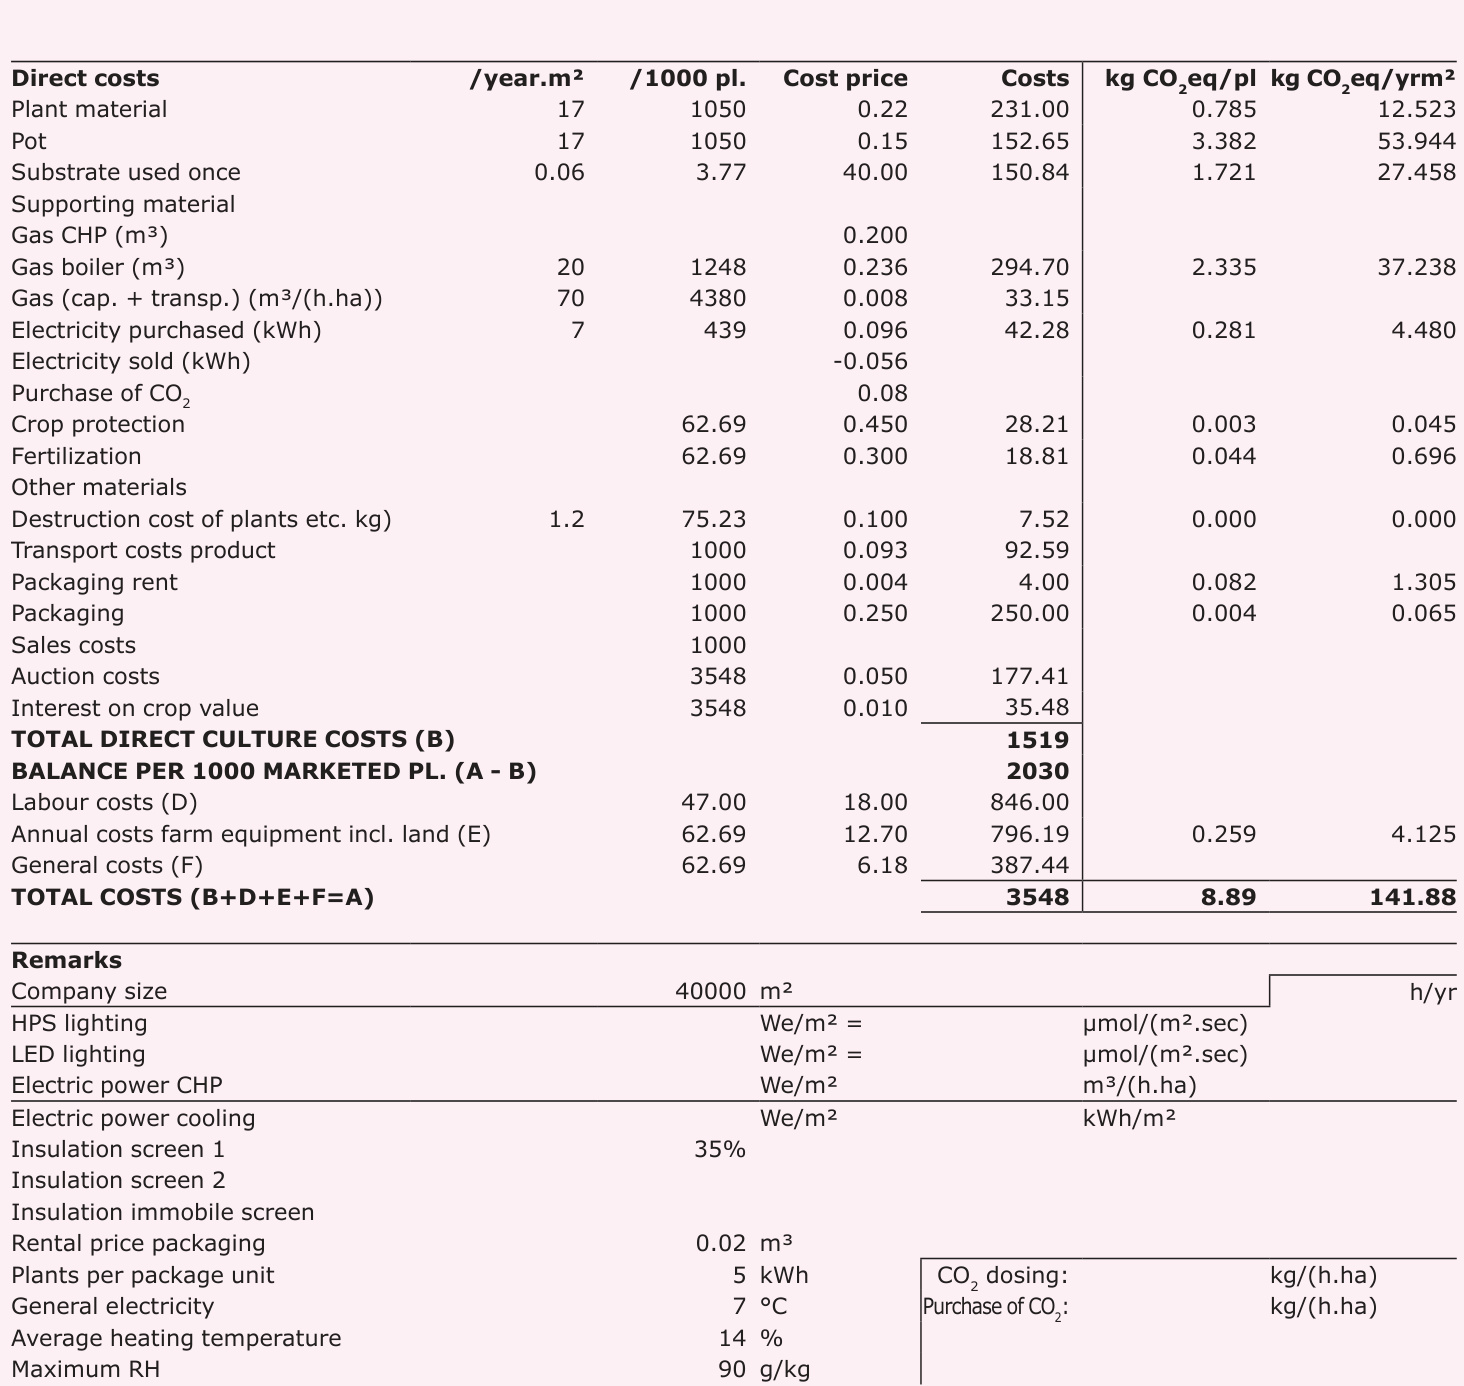 Direct costs /year.m² /1000 pl. Cost price Costs kg CO₂eq/pl kg CO₂eq/yrm²
Plant material 17 1050 0.22 231.00 0.785 12.523
Pot 17 1050 0.15 152.65 3.382 53.944
Substrate used once 0.06 3.77 40.00 150.84 1.721 27.458
Supporting material
Gas CHP (m³) 0.200
Gas boiler (m³) 20 1248 0.236 294.70 2.335 37.238
Gas (cap. + transp.) (m³/(h.ha)) 70 4380 0.008 33.15
Electricity purchased (kWh) 7 439 0.096 42.28 0.281 4.480
Electricity sold (kWh) -0.056
Purchase of CO₂ 0.08
Crop protection 62.69 0.450 28.21 0.003 0.045
Fertilization 62.69 0.300 18.81 0.044 0.696
Other materials
Destruction cost of plants etc. kg) 1.2 75.23 0.100 7.52 0.000 0.000
Transport costs product 1000 0.093 92.59
Packaging rent 1000 0.004 4.00 0.082 1.305
Packaging 1000 0.250 250.00 0.004 0.065
Sales costs 1000
Auction costs 3548 0.050 177.41
Interest on crop value 3548 0.010 35.48
TOTAL DIRECT CULTURE COSTS (B) 1519
BALANCE PER 1000 MARKETED PL. (A - B) 2030
Labour costs (D) 47.00 18.00 846.00
Annual costs farm equipment incl. land (E) 62.69 12.70 796.19 0.259 4.125
General costs (F) 62.69 6.18 387.44
TOTAL COSTS (B+D+E+F=A) 3548 8.89 141.88
Remarks
Company size 40000 m² h/yr
HPS lighting We/m² = µmol/(m².sec)
LED lighting We/m² = µmol/(m².sec)
Electric power CHP We/m² m³/(h.ha)
Electric power cooling We/m² kWh/m²
Insulation screen 1 35%
Insulation screen 2
Insulation immobile screen
Rental price packaging 0.02 m³
Plants per package unit 5 kWh CO₂ dosing: kg/(h.ha)
General electricity 7 °C Purchase of CO₂: kg/(h.ha)
Average heating temperature 14 %
Maximum RH 90 g/kg